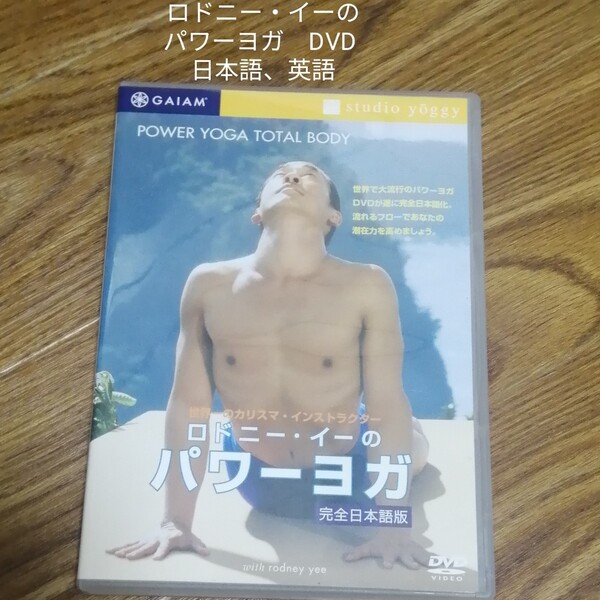 ロドニー・イーの
パワーヨガ　DVD
日本語、英語
GAIAM
studio yōggy
POWER YOGA TOTAL BODY
世界で大流行のパワーヨガ
DVDが遂に完全日本語化。
流れるフローであなたの
潜在力を高めましょう。
世界一のカリスマ・インストラクター
ロドニー・イーの
パワーヨガ
完全日本語版
with rodney yee
DVD
VIDEO